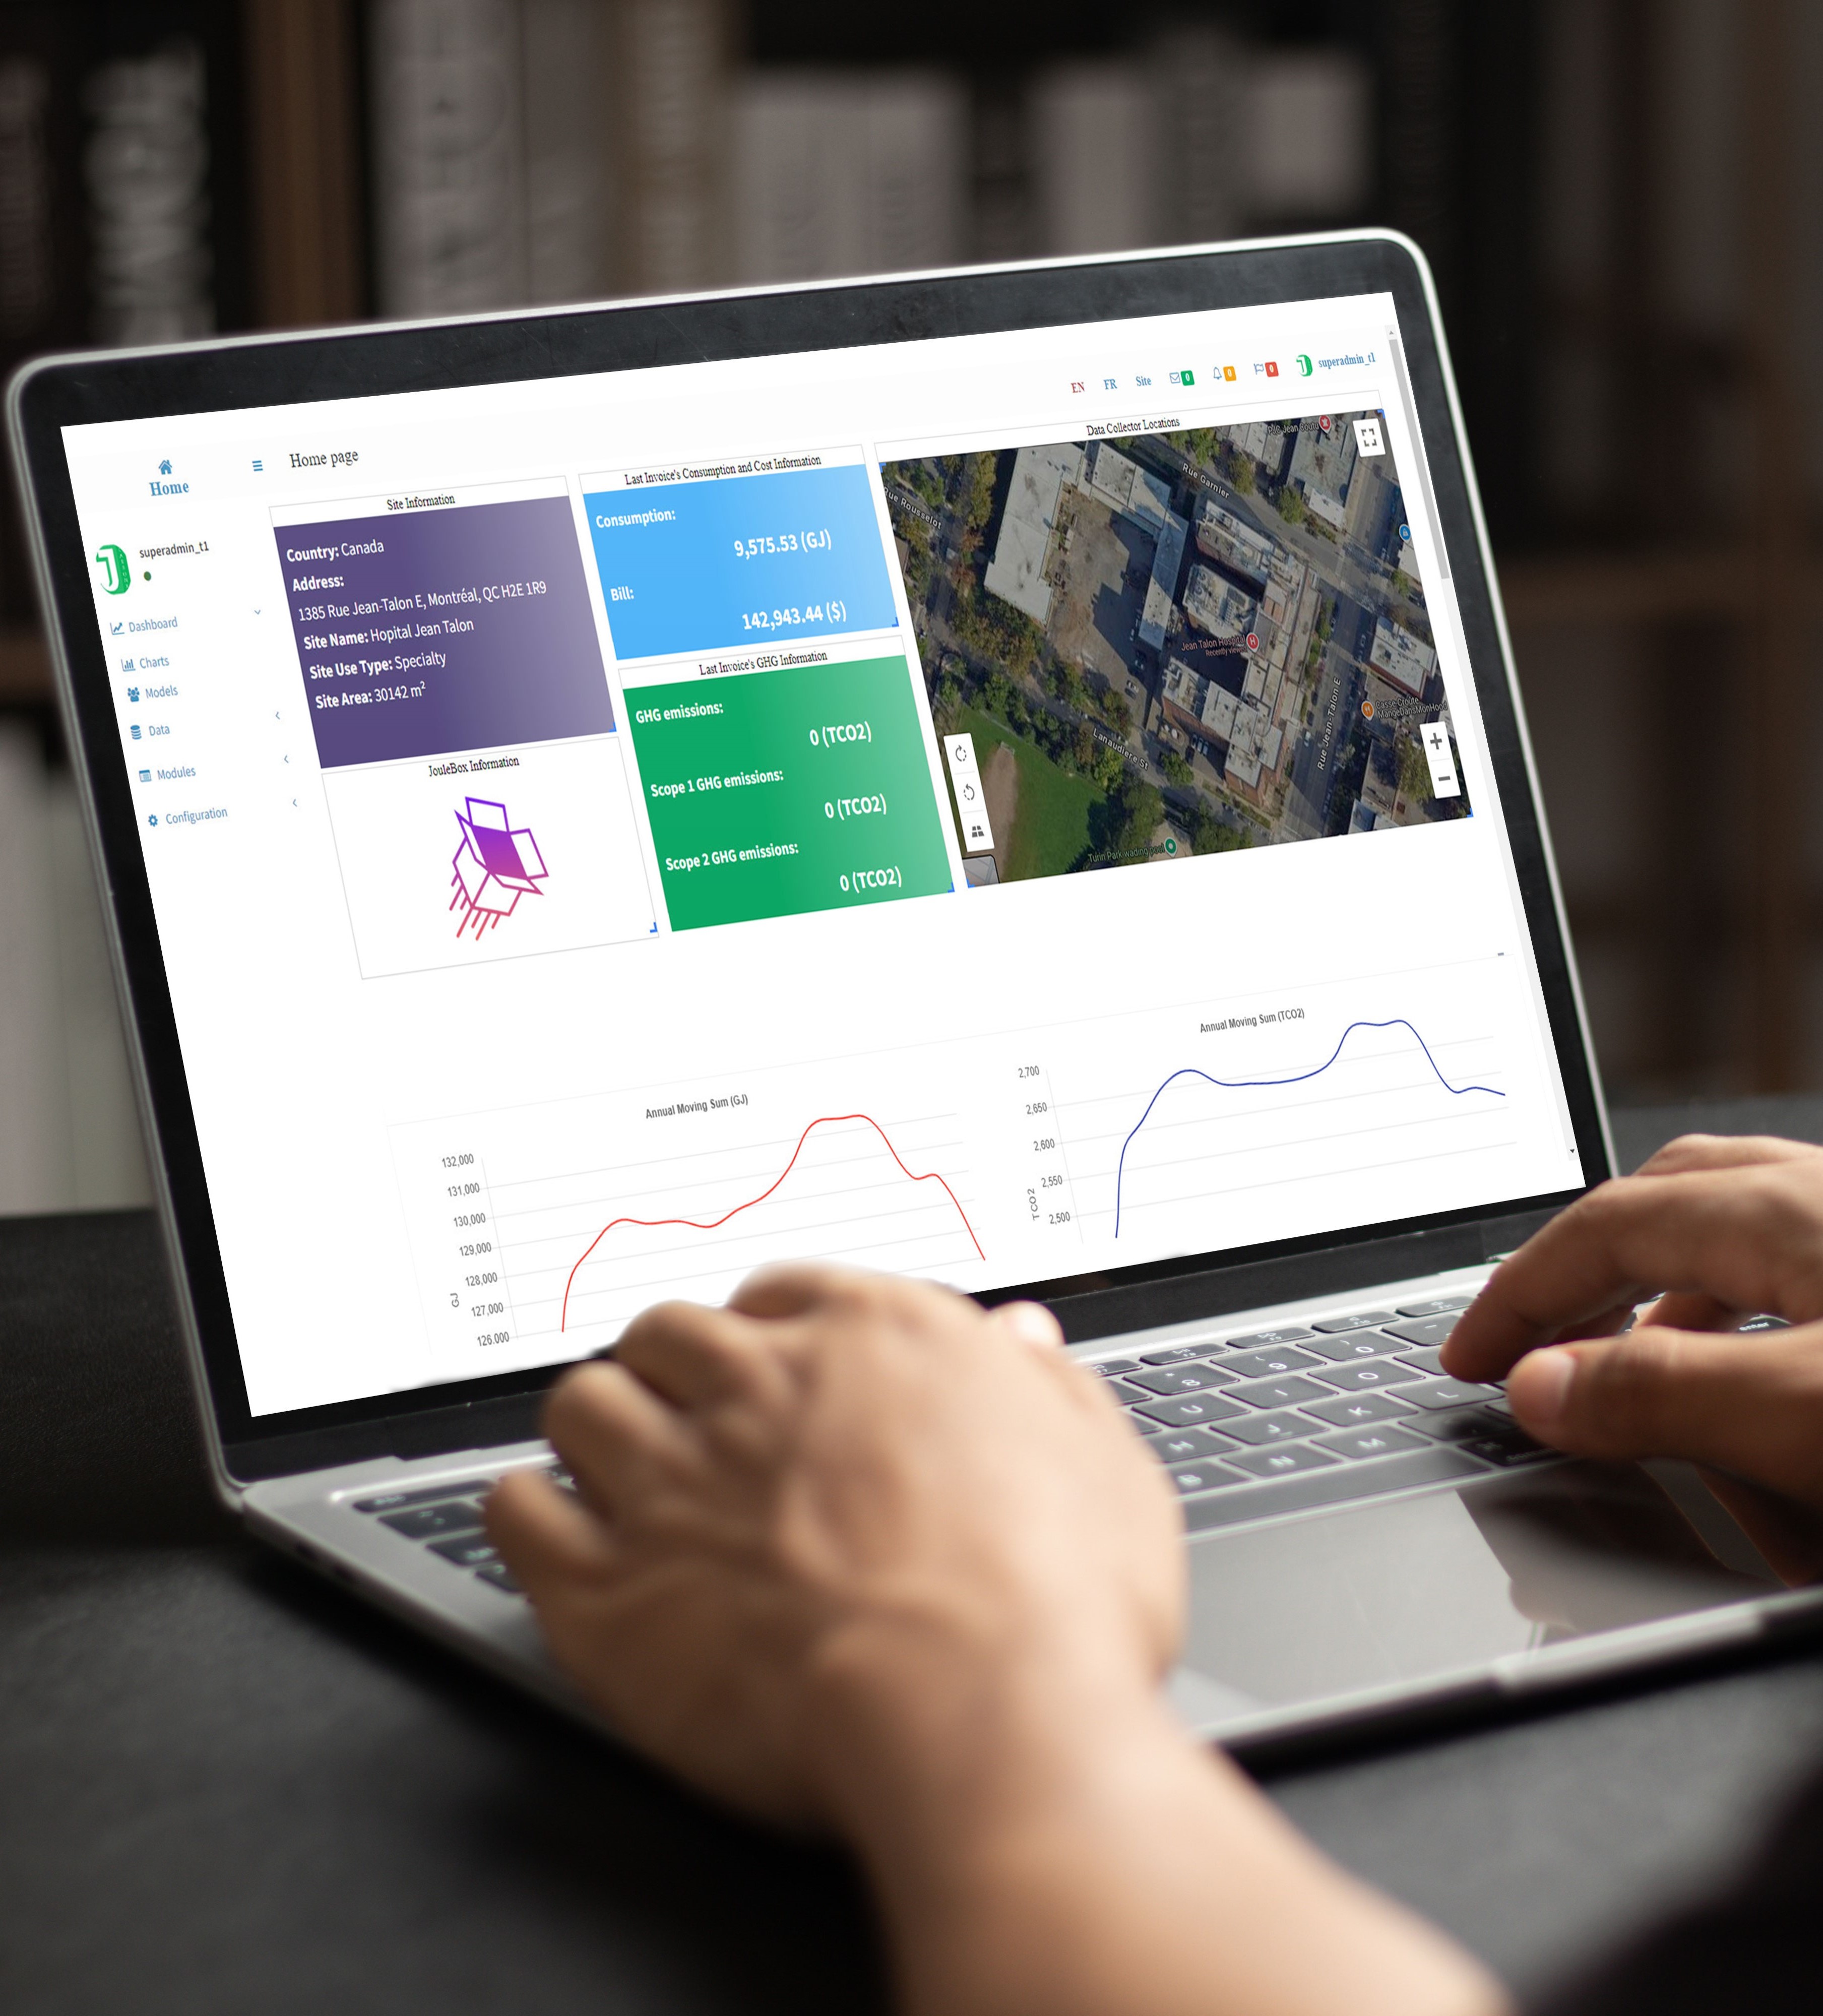 EN FR Site 0 0 0 superadmin_t1
Home
Home page
superadmin_t1
Dashboard
Charts
Models
Data
Modules
Configuration
Site Information
Country: Canada
Address:
1385 Rue Jean-Talon E, Montréal, QC H2E 1R9
Site Name: Hopital Jean Talon
Site Use Type: Specialty
Site Area: 30142 m²
JouleBox Information
Last Invoice's Consumption and Cost Information
Consumption:
9,575.53 (GJ)
Bill:
142,943.44 ($)
Last Invoice's GHG Information
GHG emissions:
0 (TCO2)
Scope 1 GHG emissions:
0 (TCO2)
Scope 2 GHG emissions:
0 (TCO2)
Data Collector Locations
Rue Rousselot
Rue Garnier
Jean Talon Hospital
Recently viewed
Rue Jean-Talon E
Lanaudière St
Casse-Croûte
Turin Park wading pool
Annual Moving Sum (GJ)
132,000
131,000
130,000
129,000
128,000
127,000
126,000
GJ
Annual Moving Sum (TCO2)
2,700
2,650
2,600
2,550
2,500
TCO2
enter
U I O
H J K L
B N M